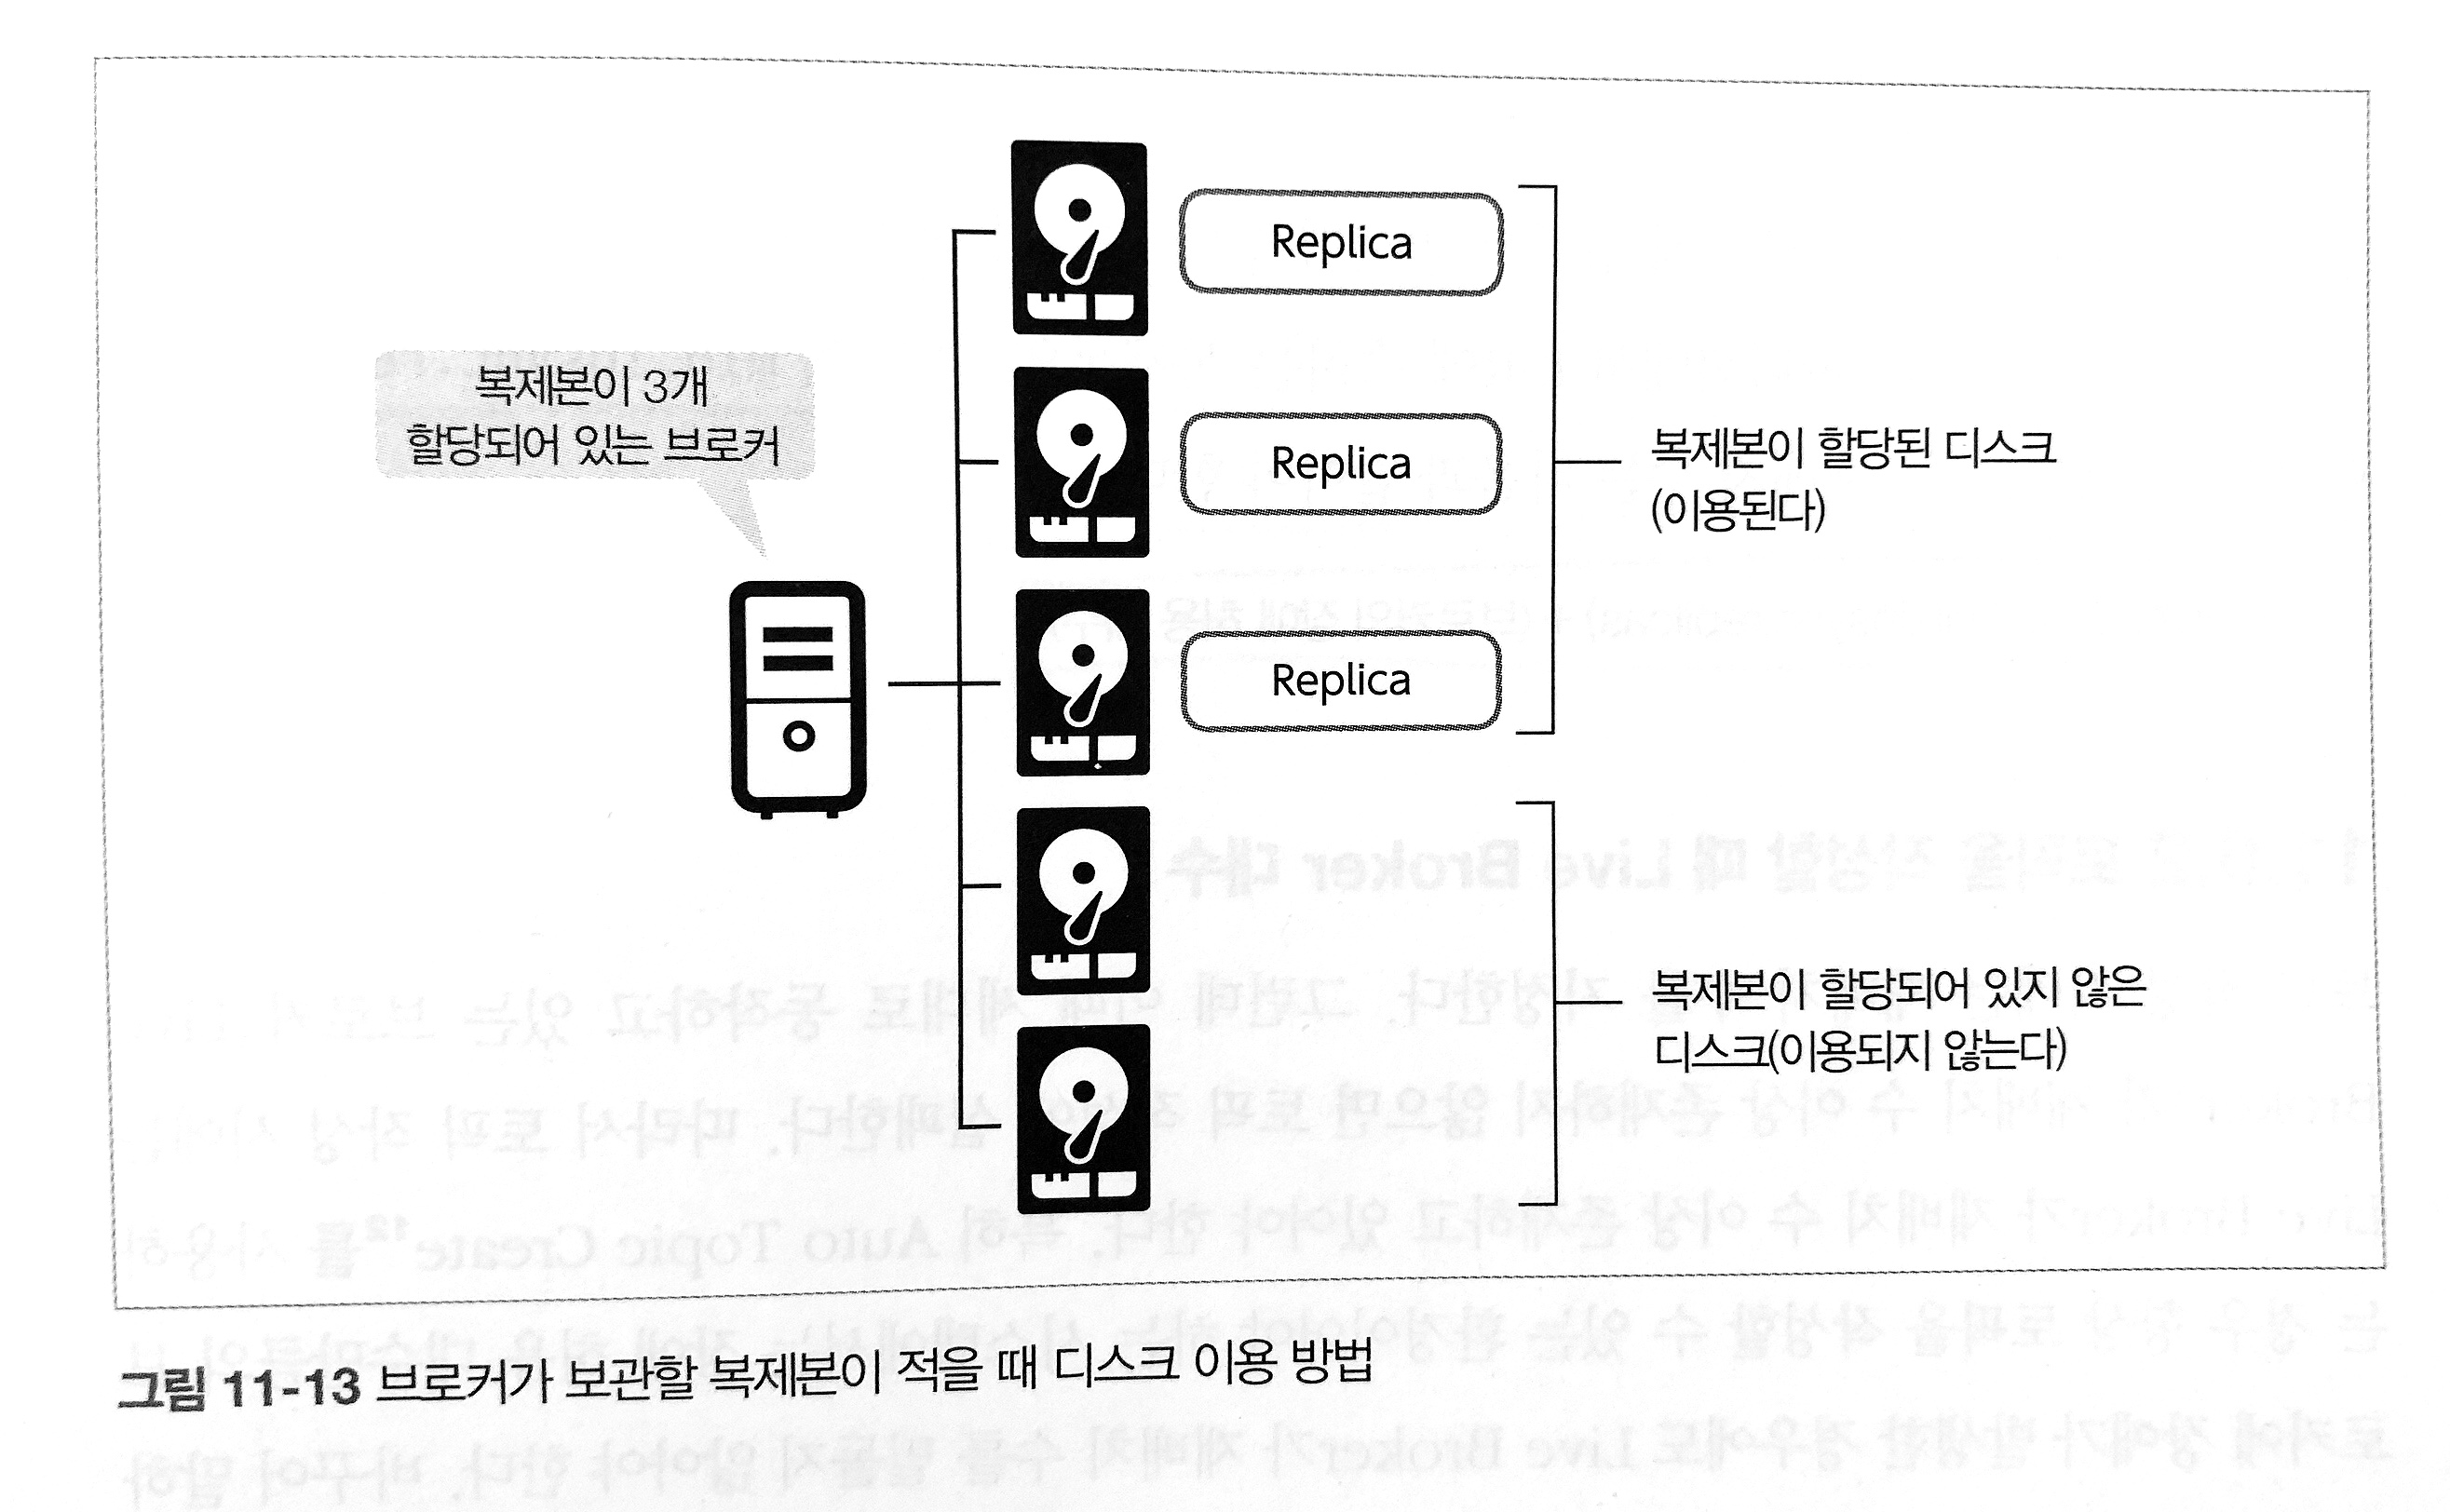 복제본이 3개
할당되어 있는 브로커
Replica
Replica
Replica
복제본이 할당된 디스크
(이용된다)
복제본이 할당되어 있지 않은
디스크(이용되지 않는다)
그림 11-13 브로커가 보관할 복제본이 적을 때 디스크 이용 방법